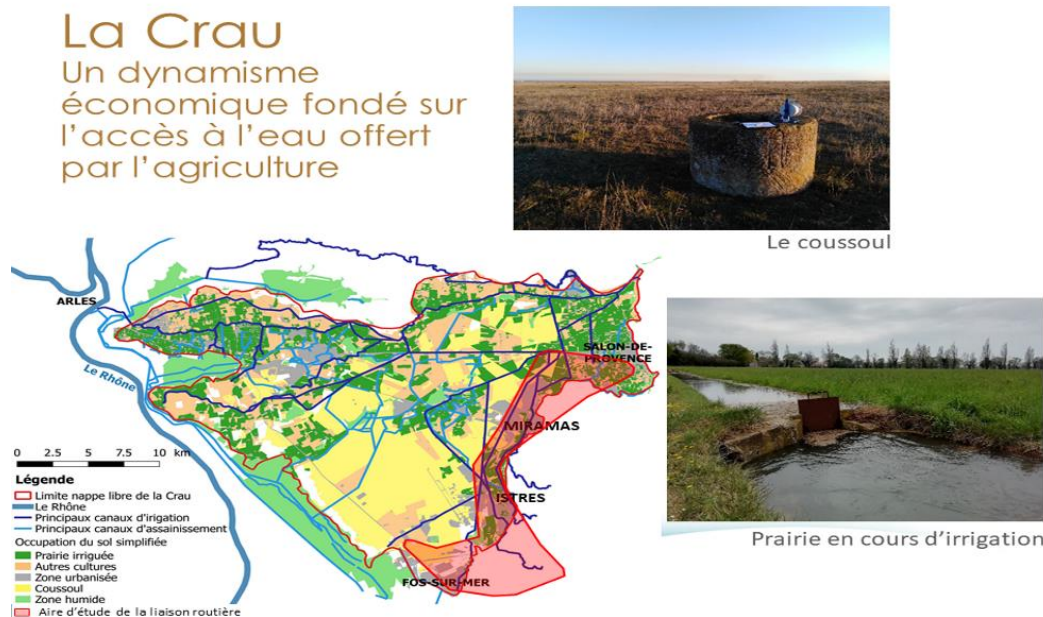 La Crau
Un dynamisme
économique fondé sur
l'accès à l'eau offert
par l'agriculture
Le coussoul
ARLES
Le Rhône
SALON-DE-
PROVENCE
MIRAMAS
ISTRES
FOS-SUR-MER
0 2.5 5 7.5 10 km
Légende
Limite nappe libre de la Crau
Le Rhône
Principaux canaux d'irigation
Principaux canaux d'assainissement
Occupation du sol simplifiée
Prairie irriguée
Autres cultures
Zone urbanisée
Coussoul
Zone humide
Aire d'étude de la liaison routière
Prairie en cours d'irrigation